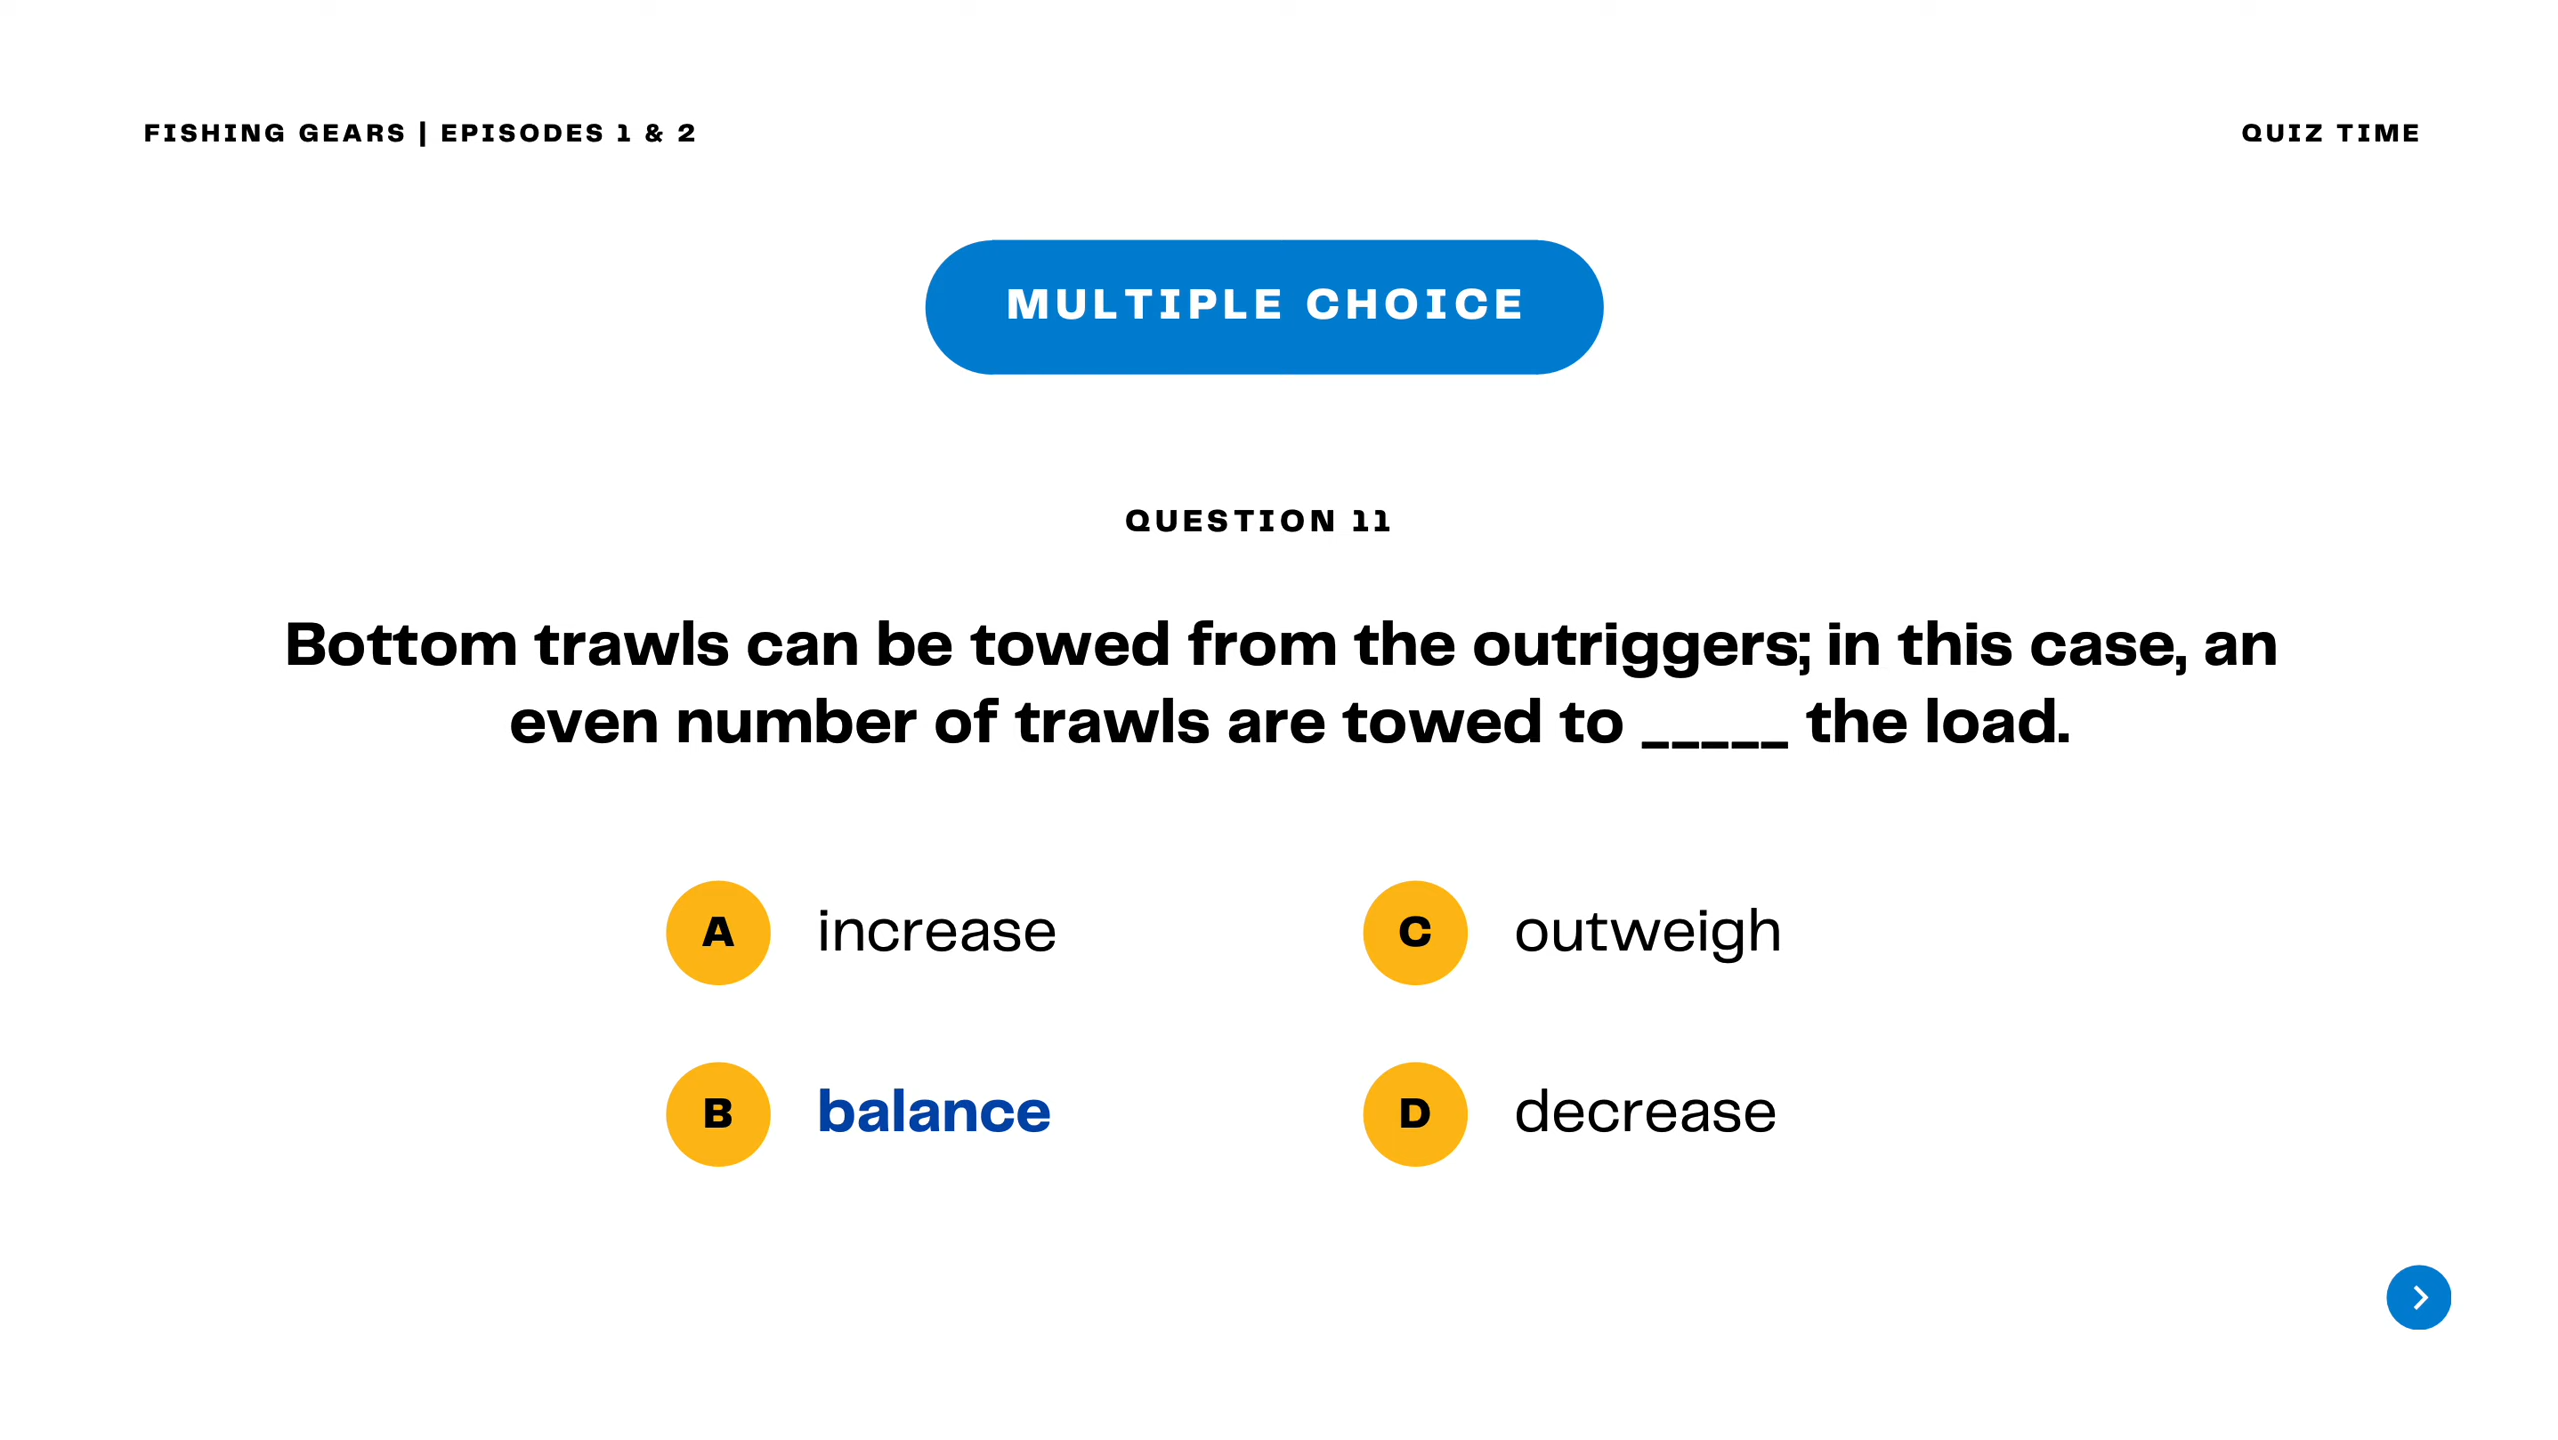 FISHING GEARS | EPISODES 1 & 2
QUIZ TIME
MULTIPLE CHOICE
QUESTION 11
Bottom trawls can be towed from the outriggers; in this case, an
even number of trawls are towed to _____ the load.
A increase
B balance
C outweigh
D decrease